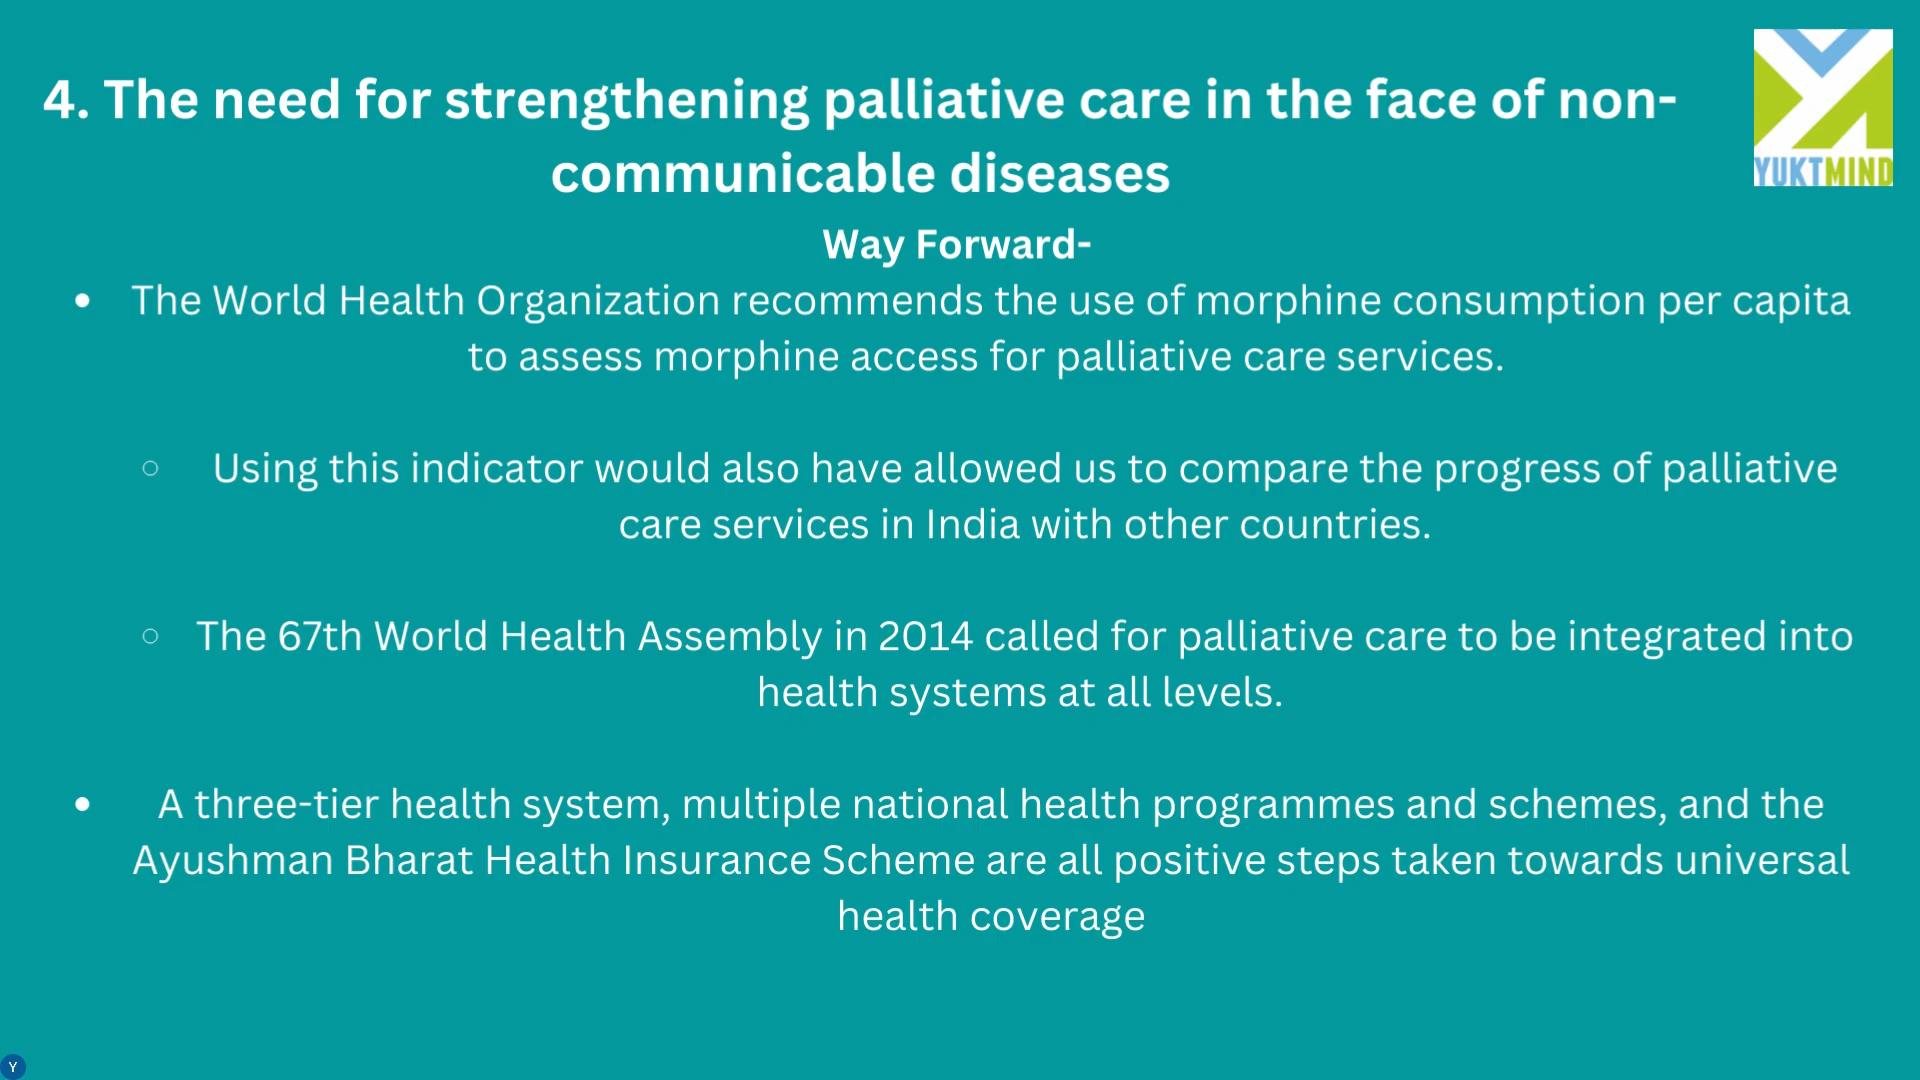 4. The need for strengthening palliative care in the face of non-
communicable diseases
YUKTMIND
Way Forward-
• The World Health Organization recommends the use of morphine consumption per capita
to assess morphine access for palliative care services.
○ Using this indicator would also have allowed us to compare the progress of palliative
care services in India with other countries.
○ The 67th World Health Assembly in 2014 called for palliative care to be integrated into
health systems at all levels.
• A three-tier health system, multiple national health programmes and schemes, and the
Ayushman Bharat Health Insurance Scheme are all positive steps taken towards universal
health coverage
Y